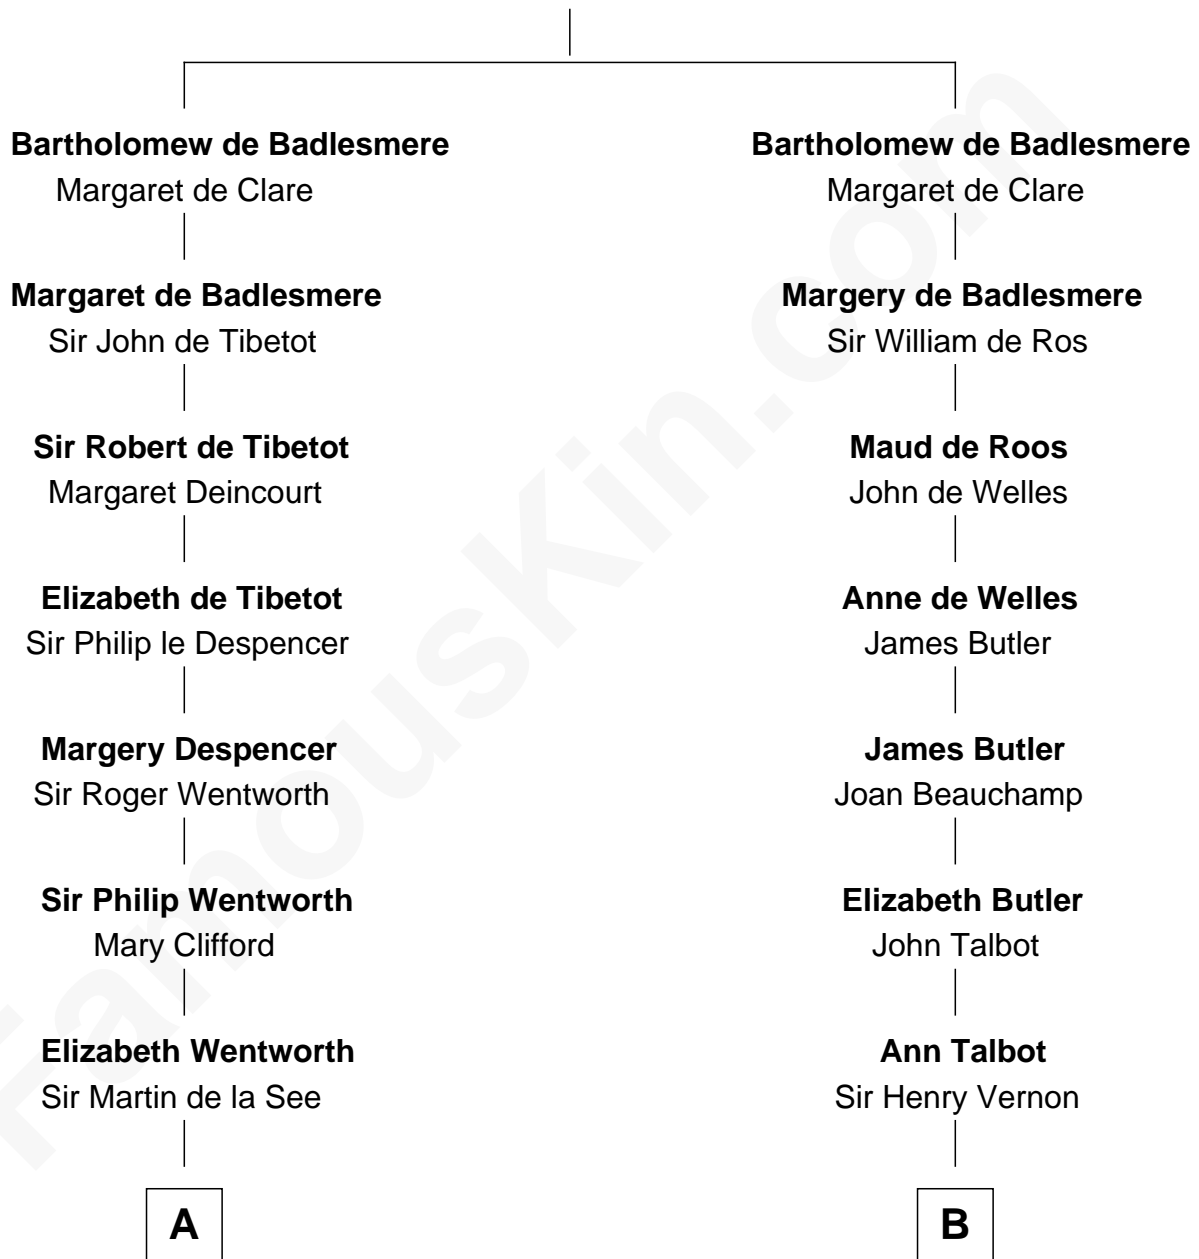 Bartholomew de Badlesmere
Margaret de Clare
Margaret de Badlesmere
Sir John de Tibetot
Sir Robert de Tibetot
Margaret Deincourt
Elizabeth de Tibetot
Sir Philip le Despencer
Margery Despencer
Sir Roger Wentworth
Sir Philip Wentworth
Mary Clifford
Elizabeth Wentworth
Sir Martin de la See
A
Bartholomew de Badlesmere
Margaret de Clare
Margery de Badlesmere
Sir William de Ros
Maud de Roos
John de Welles
Anne de Welles
James Butler
James Butler
Joan Beauchamp
Elizabeth Butler
John Talbot
Ann Talbot
Sir Henry Vernon
B
FamousKin.com